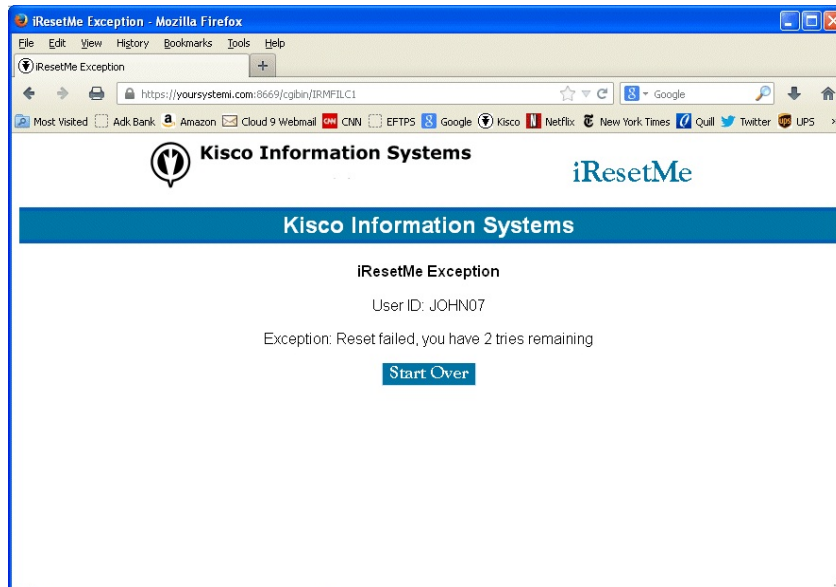 iResetMe Exception - Mozilla Firefox
File Edit View History Bookmarks Tools Help
iResetMe Exception
https://yoursystemi.com:8669/cgibin/IRMFILC1 Google
Most Visited Adk Bank Amazon Cloud 9 Webmail CNN EFTPS Google Kisco Netflix New York Times Quill Twitter UPS
Kisco Information Systems
iResetMe
Kisco Information Systems
iResetMe Exception
User ID: JOHN07
Exception: Reset failed, you have 2 tries remaining
Start Over